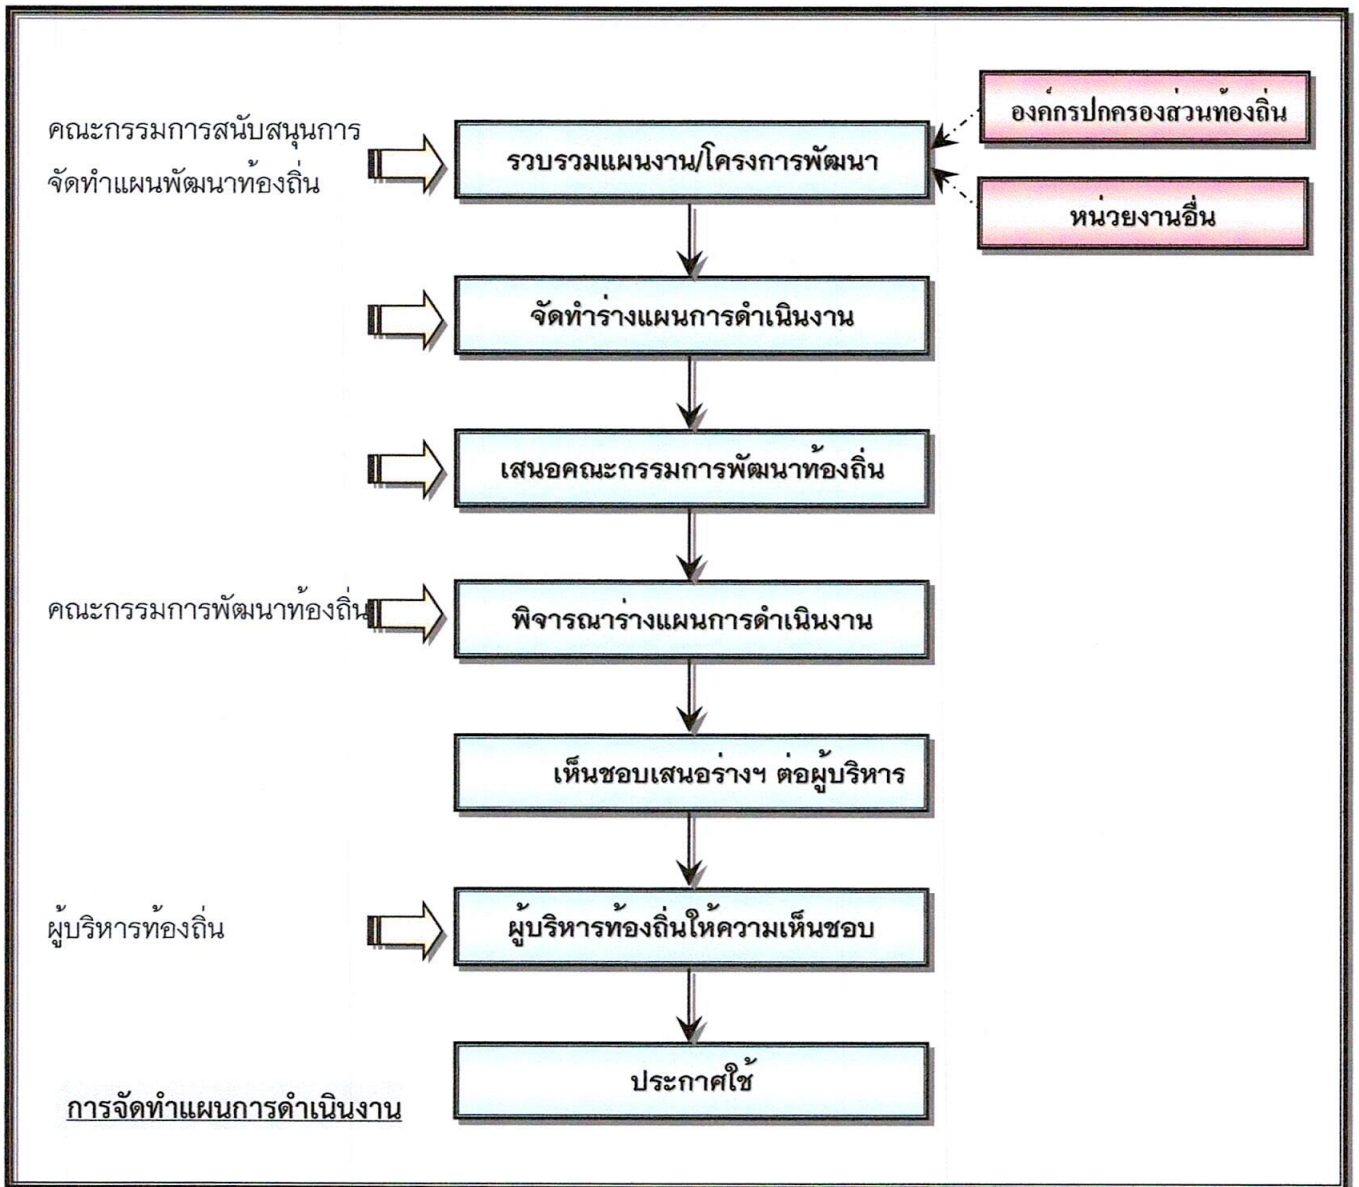 คณะกรรมการสนับสนุนการ
จัดทำแผนพัฒนาท้องถิ่น
รวบรวมแผนงาน/โครงการพัฒนา
องค์กรปกครองส่วนท้องถิ่น
หน่วยงานอื่น
จัดทำร่างแผนการดำเนินงาน
เสนอคณะกรรมการพัฒนาท้องถิ่น
คณะกรรมการพัฒนาท้องถิ่น
พิจารณาร่างแผนการดำเนินงาน
เห็นชอบเสนอร่างฯ ต่อผู้บริหาร
ผู้บริหารท้องถิ่น
ผู้บริหารท้องถิ่นให้ความเห็นชอบ
ประกาศใช้
การจัดทำแผนการดำเนินงาน